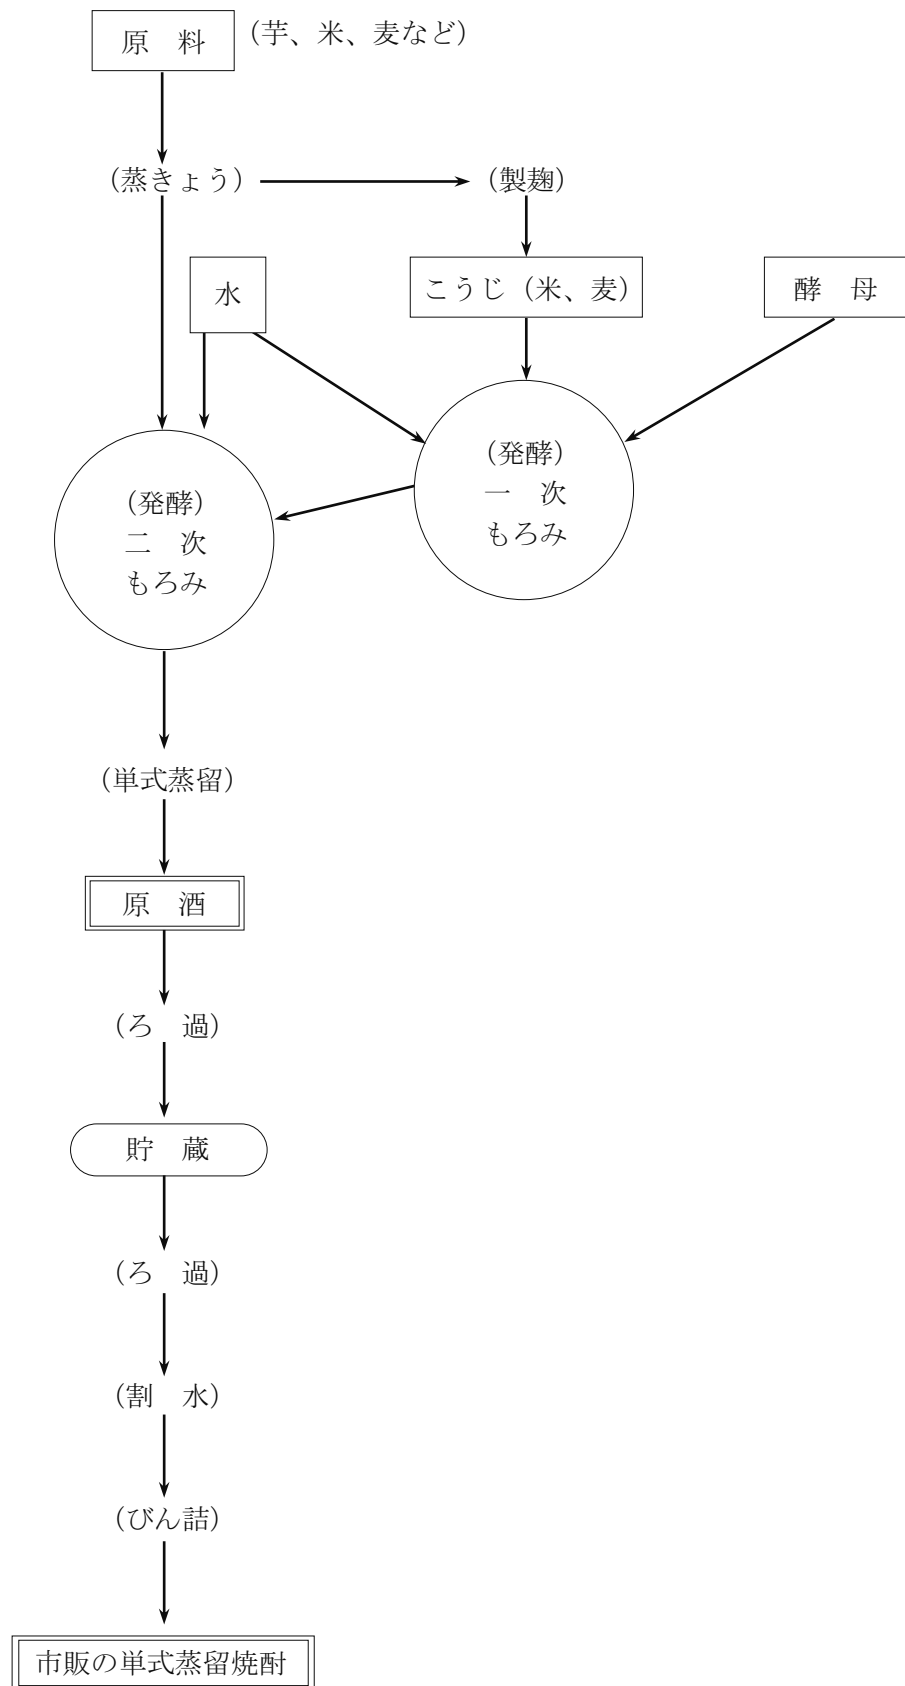 原　料
(芋、米、麦など)
(蒸きょう)
(製麹)
水
こうじ（米、麦）
酵　母
(発酵)
一　次
もろみ
(発酵)
二　次
もろみ
(単式蒸留)
原　酒
(ろ　過)
貯　蔵
(ろ　過)
(割　水)
(びん詰)
市販の単式蒸留焼酎